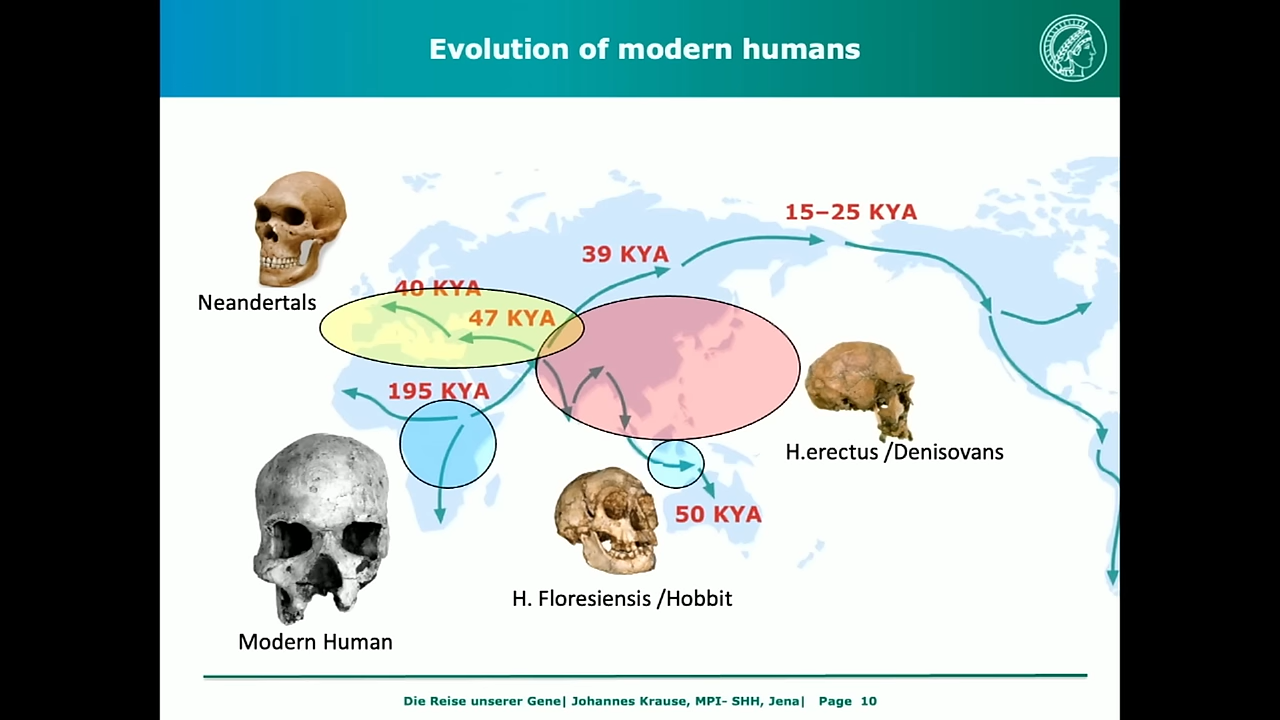 Evolution of modern humans
15–25 KYA
39 KYA
40 KYA
Neandertals
47 KYA
195 KYA
H.erectus /Denisovans
50 KYA
H. Floresiensis /Hobbit
Modern Human
Die Reise unserer Gene| Johannes Krause, MPI- SHH, Jena| Page 10